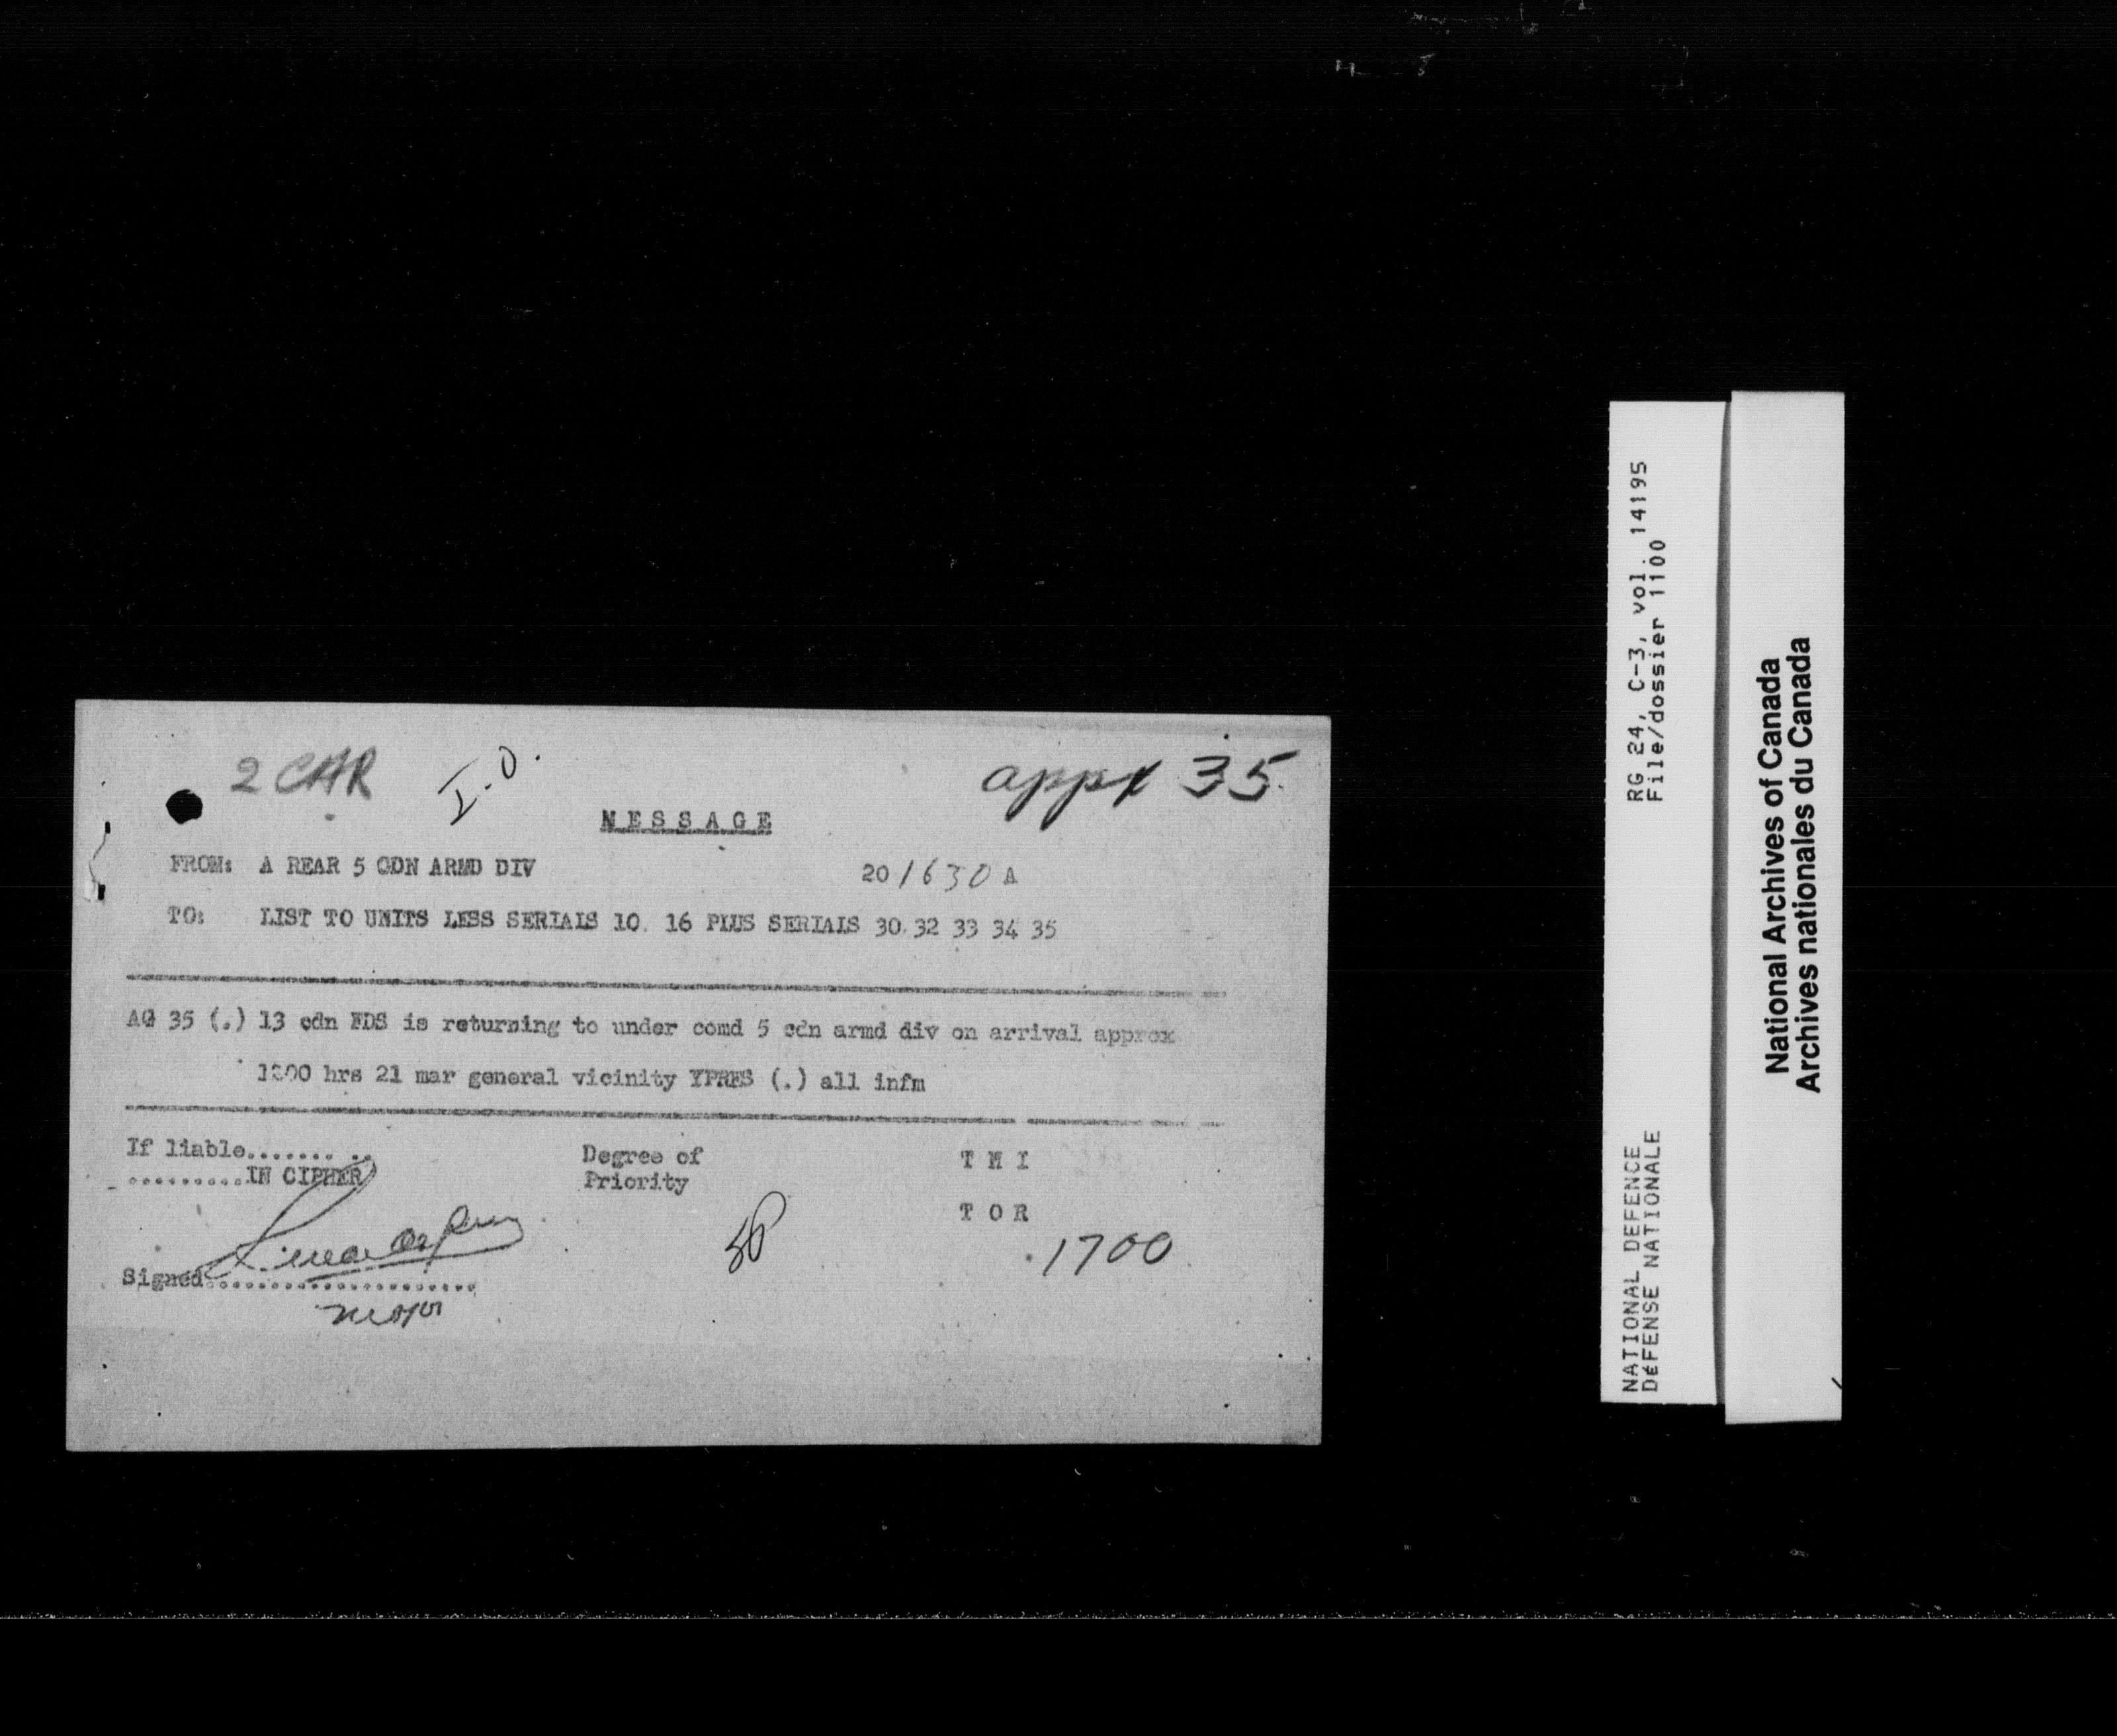 2 CAR
I.O.
appx 35.
MESSAGE
FROM: A REAR 5 CDN ARMD DIV 201630 A
TO: LIST TO UNITS LESS SERIALS 10 16 PLUS SERIALS 30 32 33 34 35
AG 35 (.) 13 cdn FDS is returning to under comd 5 cdn armd div on arrival approx
hrs 21 mar general vicinity YPRES (.) all infm
If liable.........
.........IN CIPHER
Degree of
Priority
T H I
T O R
1700
Signed......................
Major
RG 24, C-3, vol. 14195
File/dossier 1100
NATIONAL DEFENCE
DéFENSE NATIONALE
National Archives of Canada
Archives nationales du Canada